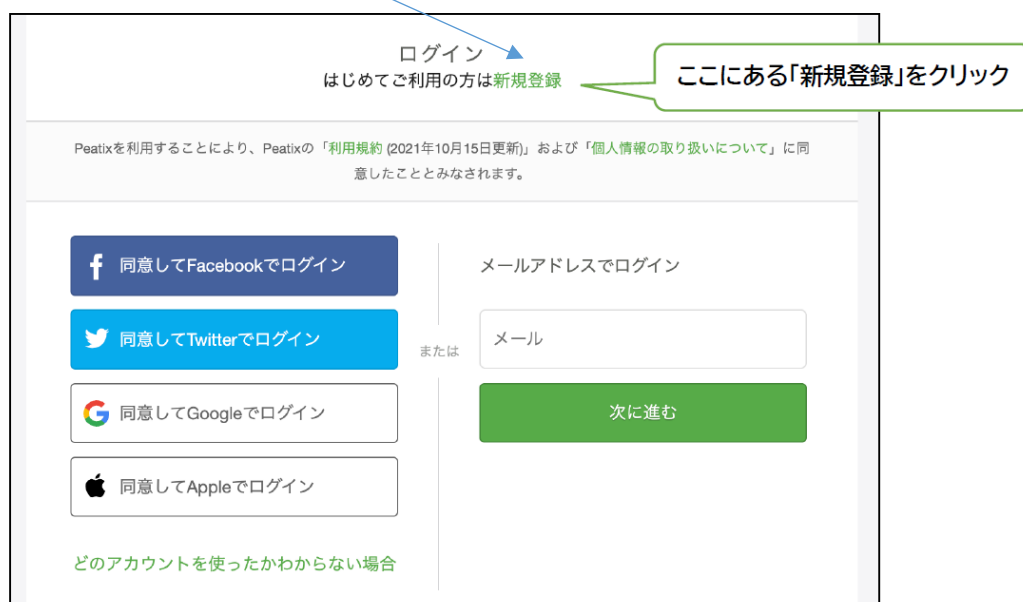 ログイン
はじめてご利用の方は新規登録
ここにある「新規登録」をクリック
Peatixを利用することにより、Peatixの「利用規約 (2021年10月15日更新)」および「個人情報の取り扱いについて」に同
意したこととみなされます。
同意してFacebookでログイン
同意してTwitterでログイン
同意してGoogleでログイン
同意してAppleでログイン
どのアカウントを使ったかわからない場合
または
メールアドレスでログイン
メール
次に進む